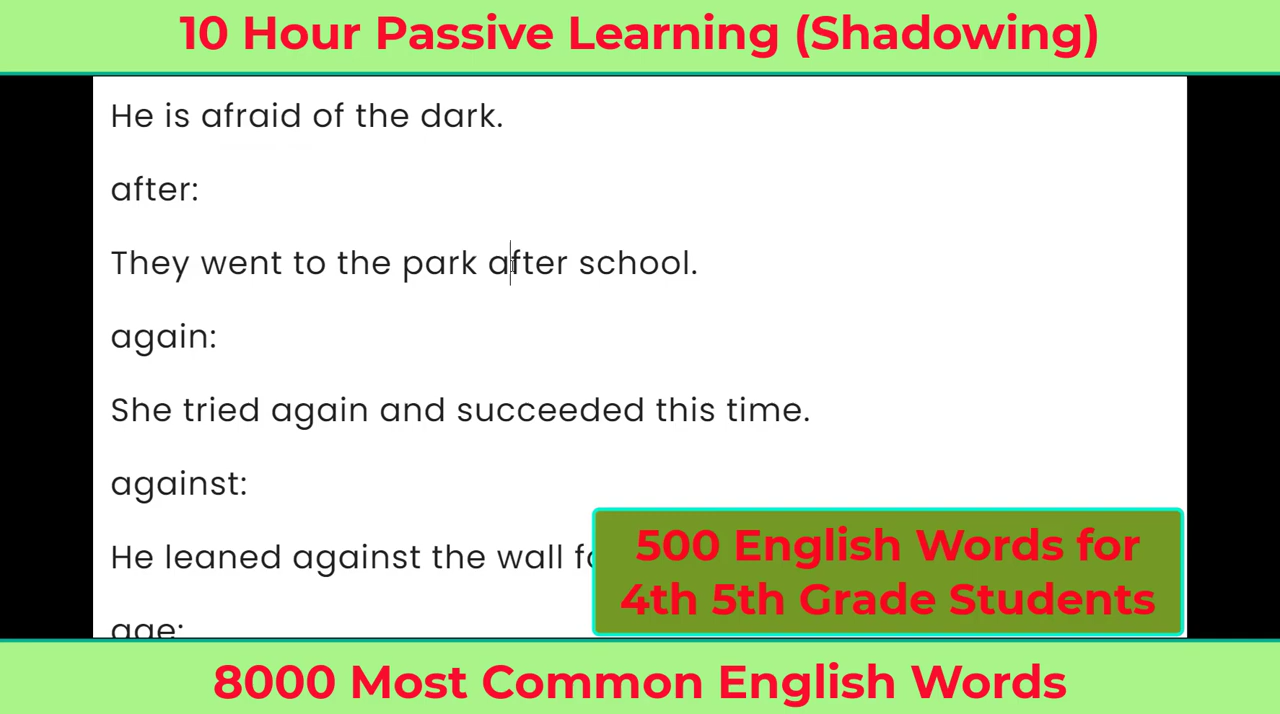 10 Hour Passive Learning (Shadowing)
He is afraid of the dark.
after:
They went to the park after school.
again:
She tried again and succeeded this time.
against:
He leaned against the wall
age:
500 English Words for
4th 5th Grade Students
8000 Most Common English Words